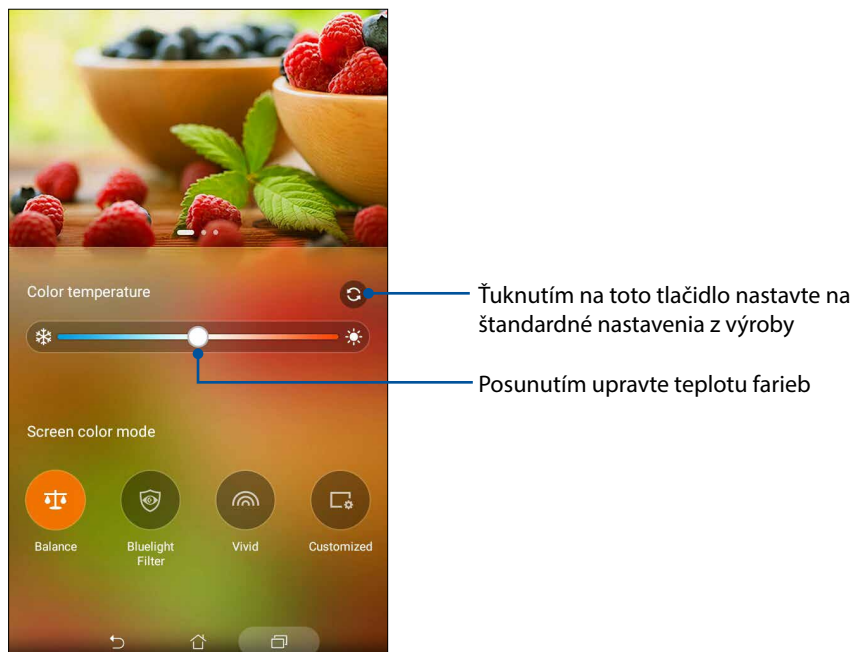 Color temperature
Ťuknutím na toto tlačidlo nastavte na
štandardné nastavenia z výroby
Posunutím upravte teplotu farieb
Screen color mode
Balance
Bluelight
Filter
Vivid
Customized